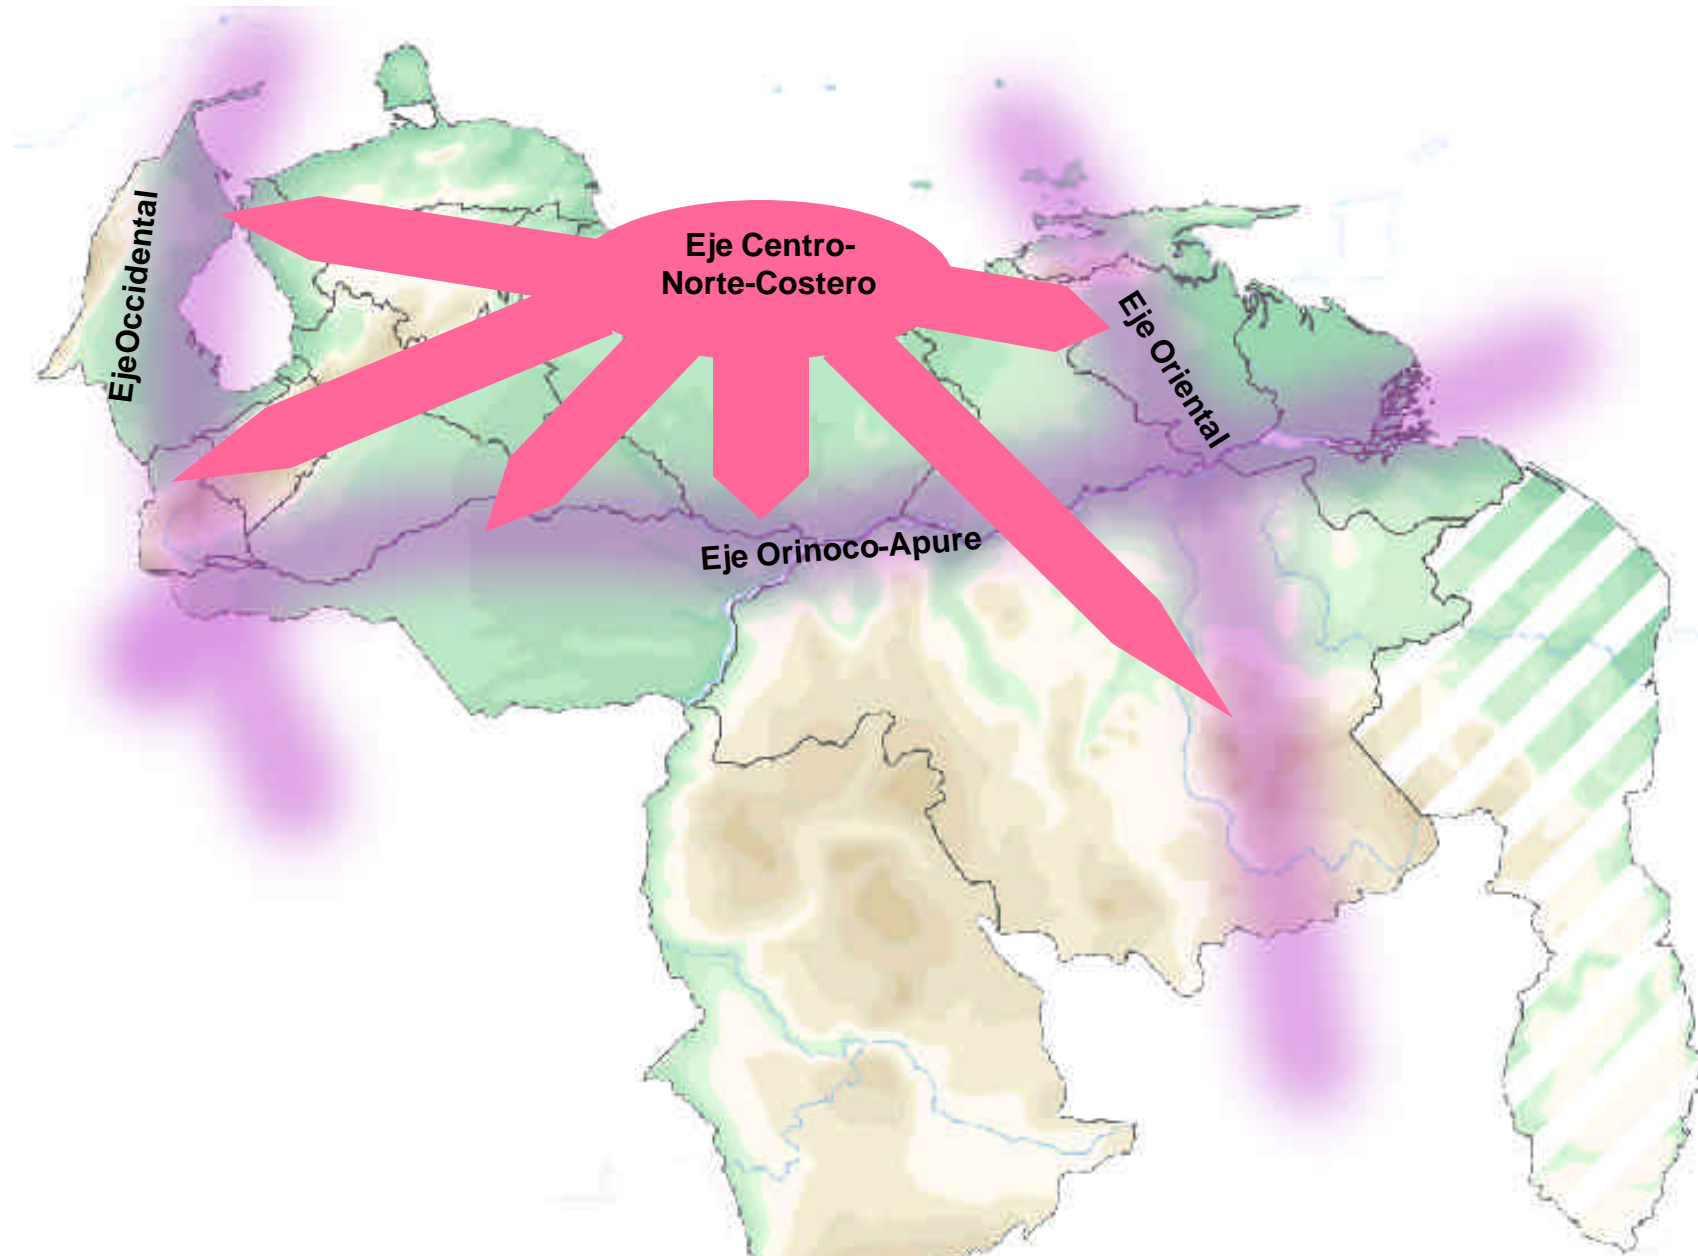 Eje Centro-
Norte-Costero
EjeOccidental
Eje Oriental
Eje Orinoco-Apure